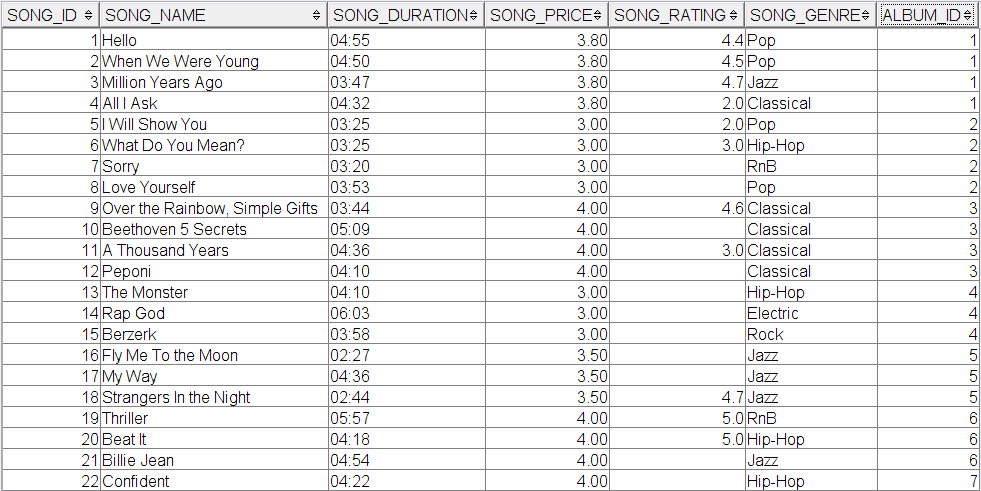 SONG_ID SONG_NAME SONG_DURATION SONG_PRICE SONG_RATING SONG_GENRE ALBUM_ID
1 Hello 04:55 3.80 4.4 Pop 1
2 When We Were Young 04:50 3.80 4.5 Pop 1
3 Million Years Ago 03:47 3.80 4.7 Jazz 1
4 All I Ask 04:32 3.80 2.0 Classical 1
5 I Will Show You 03:25 3.00 2.0 Pop 2
6 What Do You Mean? 03:25 3.00 3.0 Hip-Hop 2
7 Sorry 03:20 3.00 RnB 2
8 Love Yourself 03:53 3.00 Pop 2
9 Over the Rainbow, Simple Gifts 03:44 4.00 4.6 Classical 3
10 Beethoven 5 Secrets 05:09 4.00 Classical 3
11 A Thousand Years 04:36 4.00 3.0 Classical 3
12 Peponi 04:10 4.00 Classical 3
13 The Monster 04:10 3.00 Hip-Hop 4
14 Rap God 06:03 3.00 Electric 4
15 Berzerk 03:58 3.00 Rock 4
16 Fly Me To the Moon 02:27 3.50 Jazz 5
17 My Way 04:36 3.50 Jazz 5
18 Strangers In the Night 02:44 3.50 4.7 Jazz 5
19 Thriller 05:57 4.00 5.0 RnB 6
20 Beat It 04:18 4.00 5.0 Hip-Hop 6
21 Billie Jean 04:54 4.00 Jazz 6
22 Confident 04:22 4.00 Hip-Hop 7